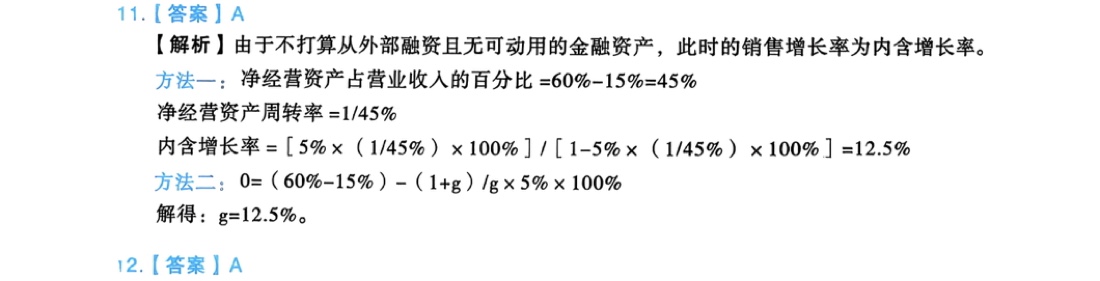 11.【答案】A
【解析】由于不打算从外部融资且无可动用的金融资产，此时的销售增长率为内含增长率。
方法一：净经营资产占营业收入的百分比 =60%-15%=45%
净经营资产周转率 =1/45%
内含增长率 =［5%×（1/45%）×100%］/［1-5%×（1/45%）×100%］=12.5%
方法二：0=（60%-15%）-（1+g）/g×5%×100%
解得：g=12.5%。
12.【答案】A